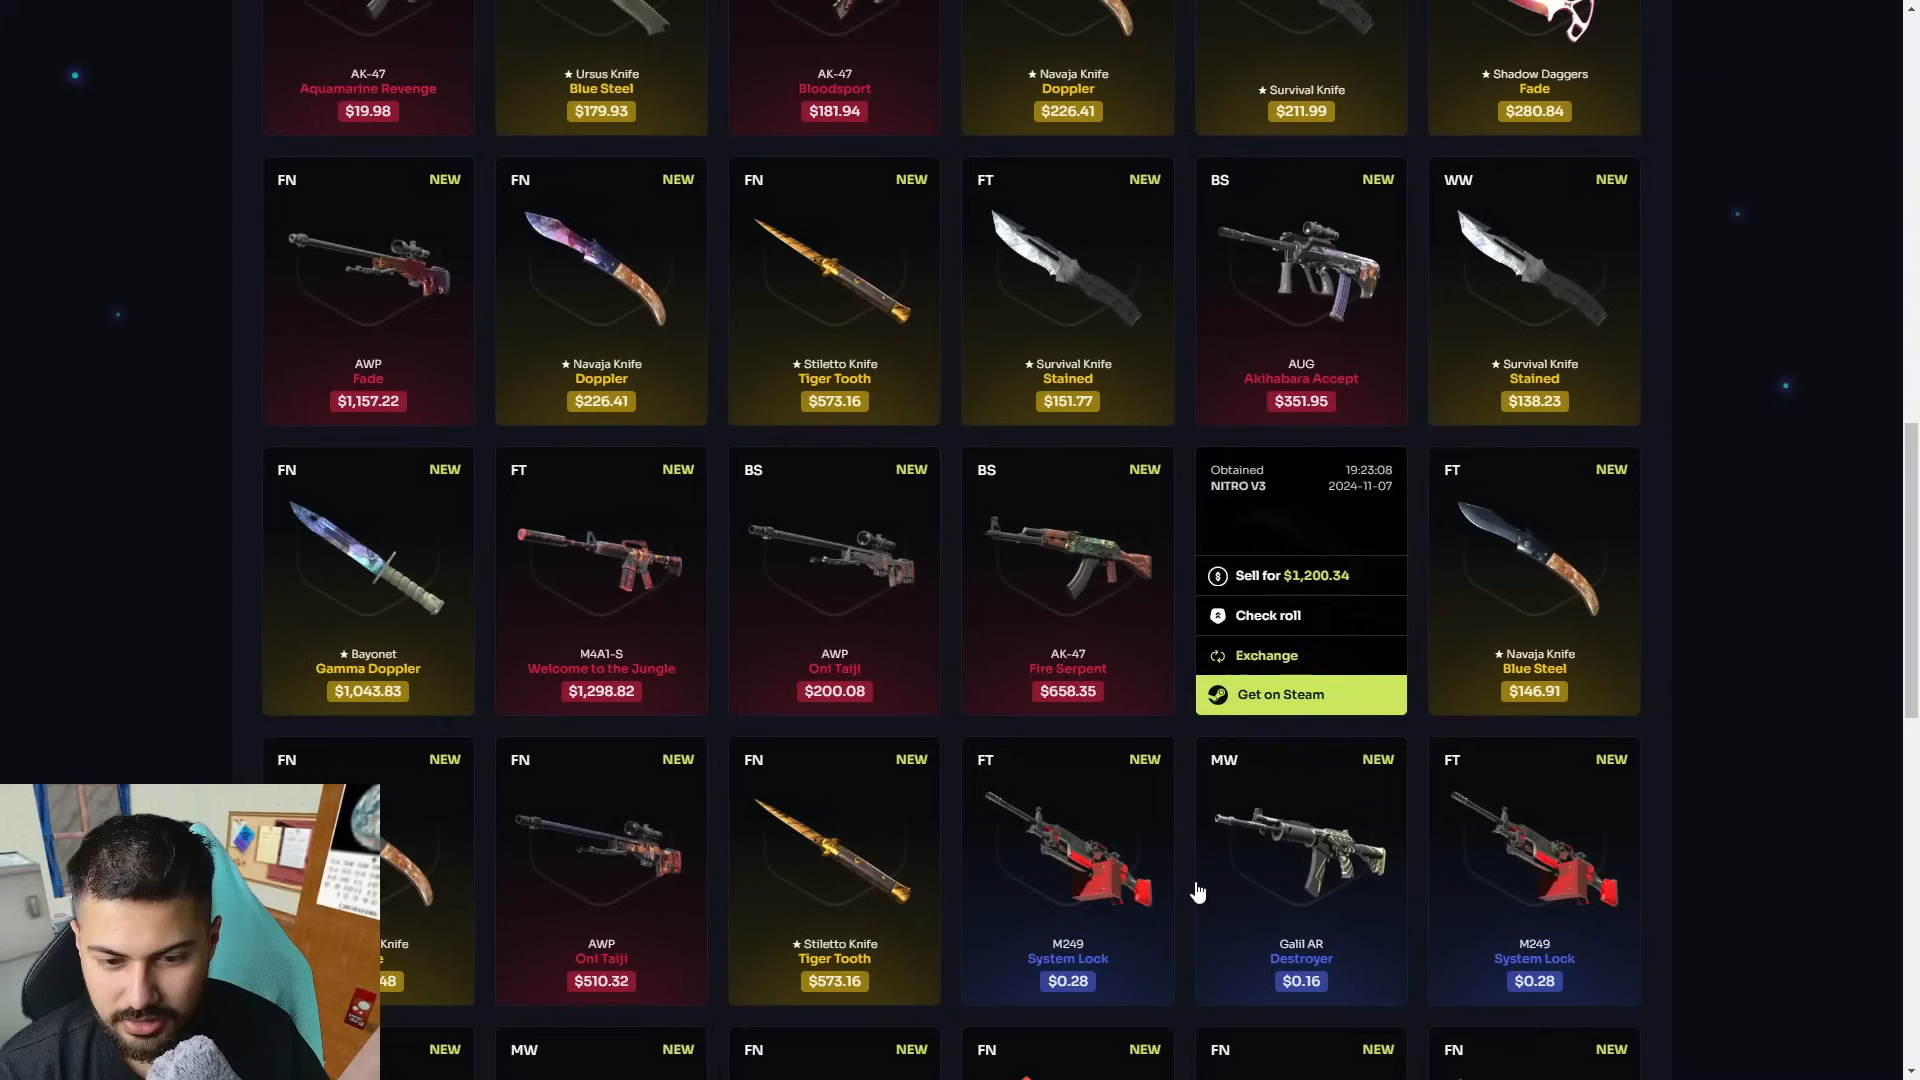 AK-47
Aquamarine Revenge
$19.98
★ Ursus Knife
Blue Steel
$179.93
AK-47
Bloodsport
$181.94
★ Navaja Knife
Doppler
$226.41
★ Survival Knife
$211.99
★ Shadow Daggers
Fade
$280.84
FN NEW
AWP
Fade
$1,157.22
FN NEW
★ Navaja Knife
Doppler
$226.41
FN NEW
★ Stiletto Knife
Tiger Tooth
$573.16
FT NEW
★ Survival Knife
Stained
$151.77
BS NEW
AUG
Akihabara Accept
$351.95
WW NEW
★ Survival Knife
Stained
$138.23
FN NEW
★ Bayonet
Gamma Doppler
$1,043.83
FT NEW
M4A1-S
Welcome to the Jungle
$1,298.82
BS NEW
AWP
Oni Taiji
$200.08
BS NEW
AK-47
Fire Serpent
$658.35
Obtained 19:23:08
NITRO V3 2024-11-07
Sell for $1,200.34
Check roll
Exchange
Get on Steam
FT NEW
★ Navaja Knife
Blue Steel
$146.91
FN NEW
Knife
e
48
FN NEW
AWP
Oni Taiji
$510.32
FN NEW
★ Stiletto Knife
Tiger Tooth
$573.16
FT NEW
M249
System Lock
$0.28
MW NEW
Galil AR
Destroyer
$0.16
FT NEW
M249
System Lock
$0.28
NEW
MW NEW
FN NEW
FN NEW
FN NEW
FN NEW